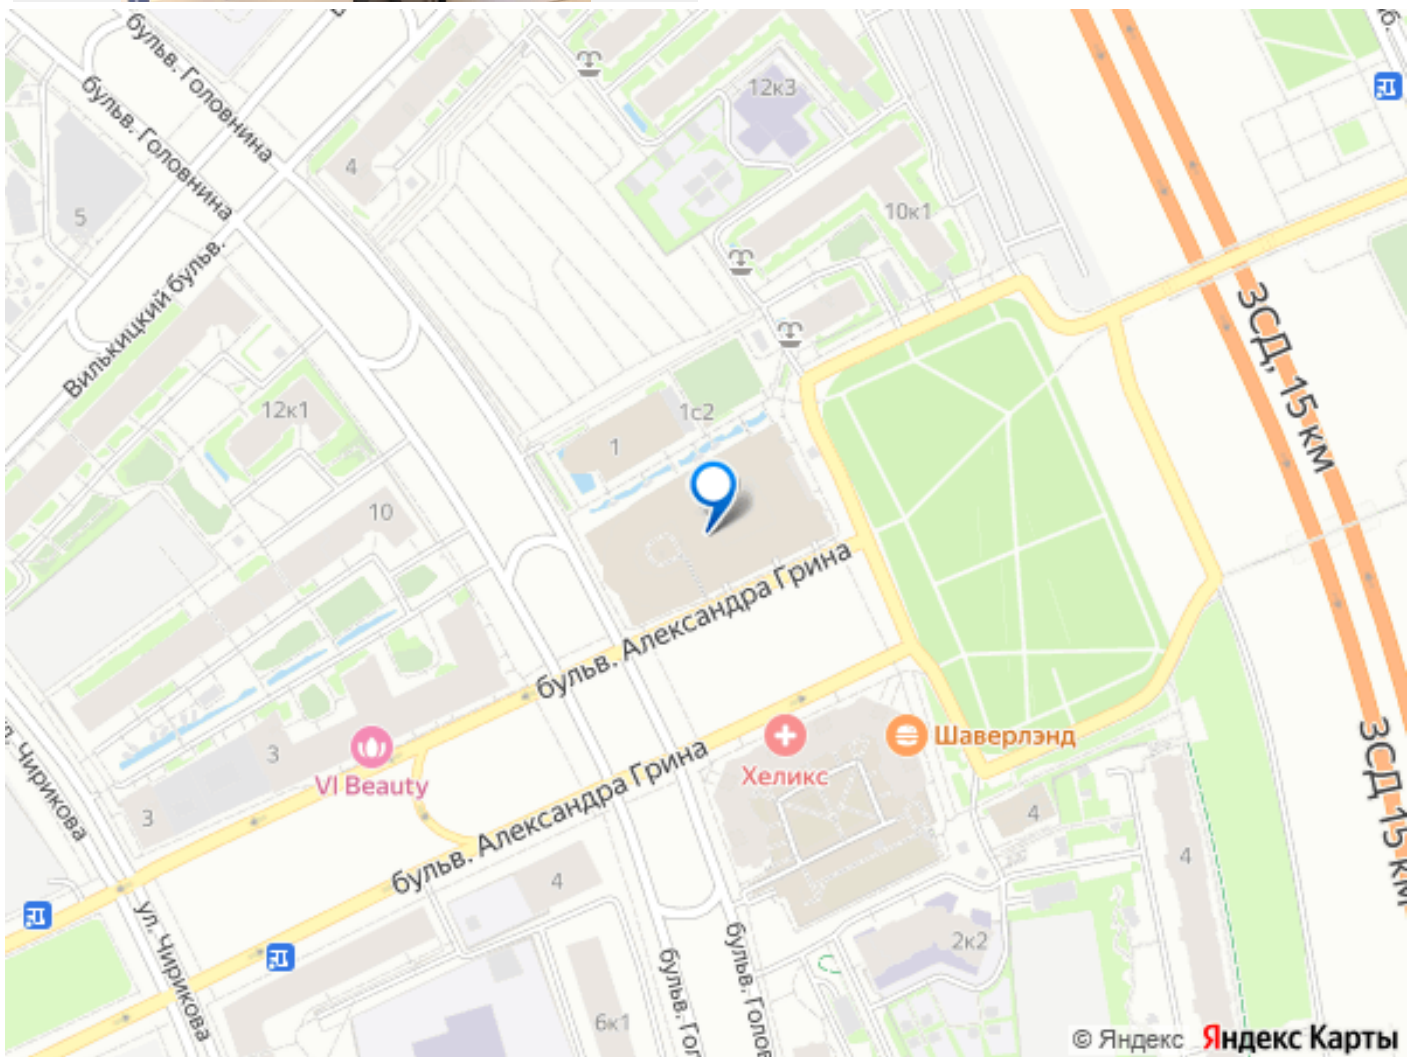 бульв. Головнина
бульв. Головнина
12к3
4
5
10к1
Вилькицкий бульв.
ЗСД, 15 км
12к1
1с2
1
10
бульв. Александра Грина
3
VI Beauty
3
Хеликс
Шаверлэнд
бульв. Александра Грина
4
4
4
ЗСД 15 км
Чирикова
ул. Чирикова
2к2
6к1
бульв. Гол
бульв. Голов
© Яндекс Яндекс Карты